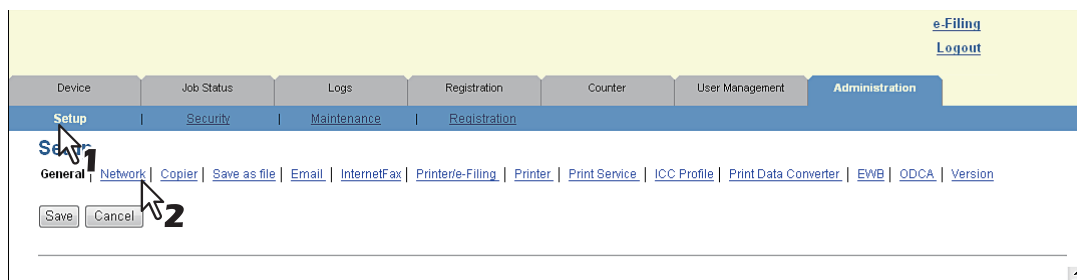 e-Filing
Logout
Device Job Status Logs Registration Counter User Management Administration
Setup | Security | Maintenance | Registration
Setup
1
General | Network | Copier | Save as file | Email | InternetFax | Printer/e-Filing | Printer | Print Service | ICC Profile | Print Data Converter | EWB | ODCA | Version
Save Cancel
2